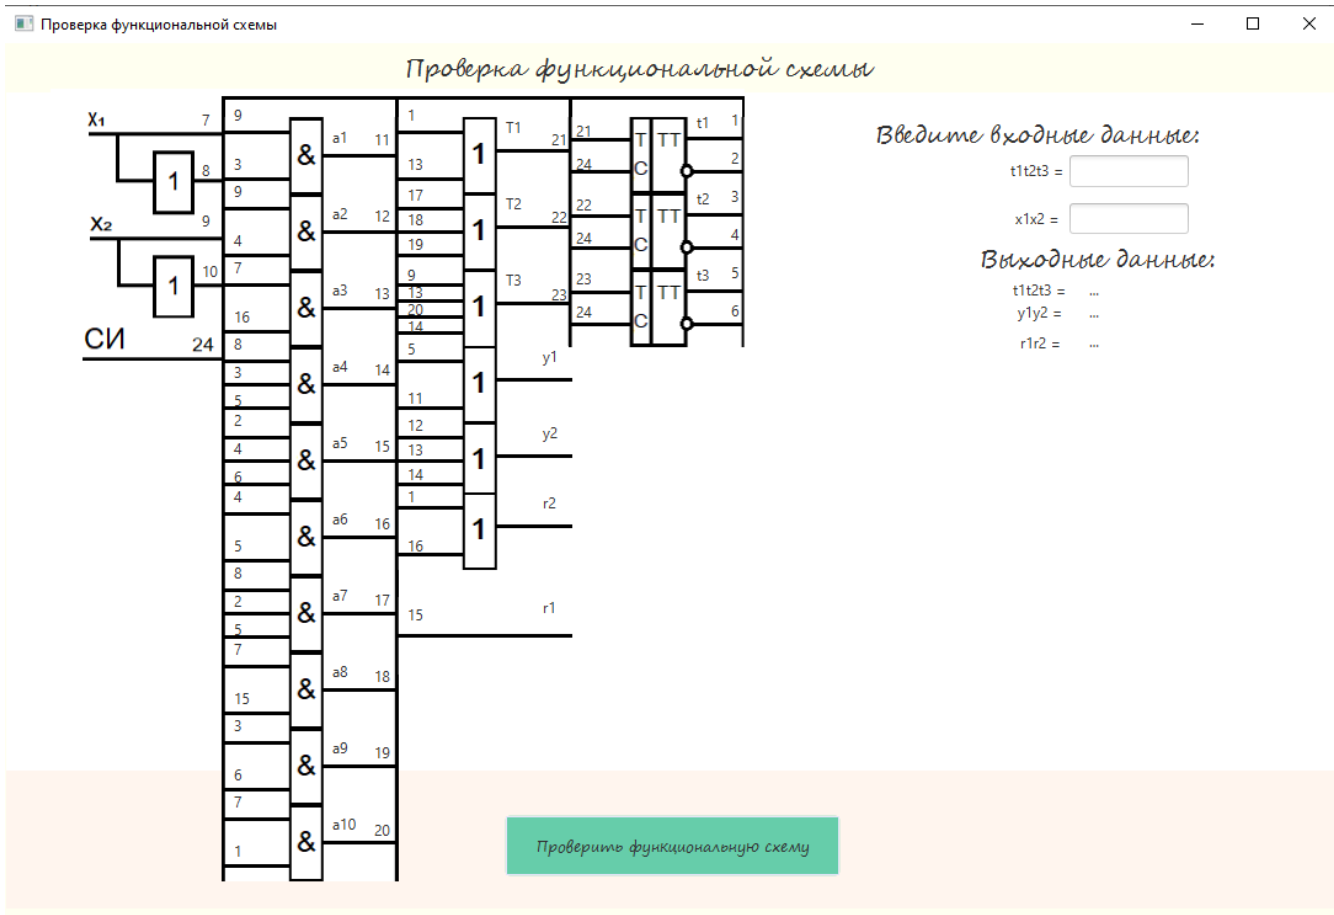 Проверка функциональной схемы
Проверка функциональной схемы
X₁ 7
1 8
X₂ 9
1 10
СИ 24
9
3
& a1 11
9
4
& a2 12
7
16
& a3 13
8
3
5
& a4 14
2
4
6
& a5 15
4
5
& a6 16
8
2
5
& a7 17
7
15
& a8 18
3
6
& a9 19
7
1
& a10 20
1
13
1 T1 21
17
18
19
1 T2 22
9
13
20
14
1 T3 23
5
11
1 y1
12
13
14
1 y2
1
16
1 r2
15 r1
21
24
T TT
C
t1 1
2
22
24
T TT
C
t2 3
4
23
24
T TT
C
t3 5
6
Введите входные данные:
t1t2t3 =
x1x2 =
Выходные данные:
t1t2t3 = ...
y1y2 = ...
r1r2 = ...
Проверить функциональную схему